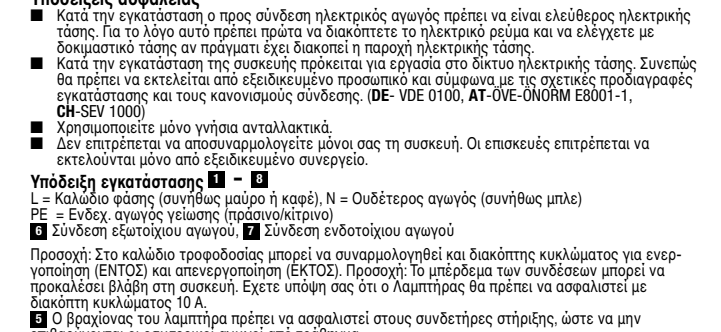 Υποδείξεις ασφαλείας
■ Κατά την εγκατάσταση ο προς σύνδεση ηλεκτρικός αγωγός πρέπει να είναι ελεύθερος ηλεκτρικής
τάσης. Για το λόγο αυτό πρέπει πρώτα να διακόπτετε το ηλεκτρικό ρεύμα και να ελέγχετε με
δοκιμαστικό τάσης αν πράγματι έχει διακοπεί η παροχή ηλεκτρικής τάσης.
■ Κατά την εγκατάσταση της συσκευής πρόκειται για εργασία στο δίκτυο ηλεκτρικής τάσης. Συνεπώς
θα πρέπει να εκτελείται από εξειδικευμένο προσωπικό και σύμφωνα με τις σχετικές προδιαγραφές
εγκατάστασης και τους κανονισμούς σύνδεσης. (DE- VDE 0100, AT-ÖVE-ÖNORM E8001-1,
CH-SEV 1000)
■ Χρησιμοποιείτε μόνο γνήσια ανταλλακτικά.
■ Δεν επιτρέπεται να αποσυναρμολογείτε μόνοι σας τη συσκευή. Οι επισκευές επιτρέπεται να
εκτελούνται μόνο από εξειδικευμένο συνεργείο.
Υπόδειξη εγκατάστασης 1 – 8
L = Καλώδιο φάσης (συνήθως μαύρο ή καφέ), N = Ουδέτερος αγωγός (συνήθως μπλε)
PE = Ενδεχ. αγωγός γείωσης (πράσινο/κίτρινο)
6 Σύνδεση εξωτοίχιου αγωγού, 7 Σύνδεση ενδοτοίχιου αγωγού
Προσοχή: Στο καλώδιο τροφοδοσίας μπορεί να συναρμολογηθεί και διακόπτης κυκλώματος για ενερ-
γοποίηση (ΕΝΤΟΣ) και απενεργοποίηση (ΕΚΤΟΣ). Προσοχή: Το μπέρδεμα των συνδέσεων μπορεί να
προκαλέσει βλάβη στη συσκευή. Εχετε υπόψη σας ότι ο Λαμπτήρας θα πρέπει να ασφαλιστεί με
διακόπτη κυκλώματος 10 A.
5 Ο βραχίονας του λαμπτήρα πρέπει να ασφαλιστεί στους συνδετήρες στήριξης, ώστε να μην